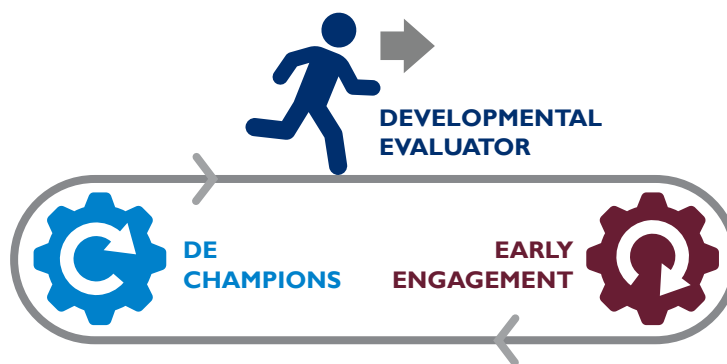 DEVELOPMENTAL
EVALUATOR
DE
CHAMPIONS
EARLY
ENGAGEMENT